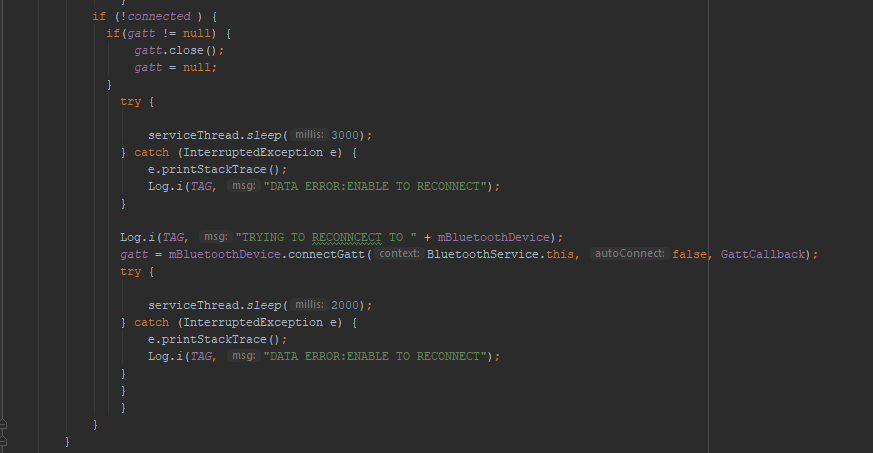 }
if (!connected ) {
if(gatt != null) {
gatt.close();
gatt = null;
}
try {
serviceThread.sleep( millis: 3000);
} catch (InterruptedException e) {
e.printStackTrace();
Log.i(TAG, msg: "DATA ERROR:ENABLE TO RECONNECT");
}
Log.i(TAG, msg: "TRYING TO RECONNCECT TO " + mBluetoothDevice);
gatt = mBluetoothDevice.connectGatt( context: BluetoothService.this, autoConnect: false, GattCallback);
try {
serviceThread.sleep( millis: 2000);
} catch (InterruptedException e) {
e.printStackTrace();
Log.i(TAG, msg: "DATA ERROR:ENABLE TO RECONNECT");
}
}
}
}
}